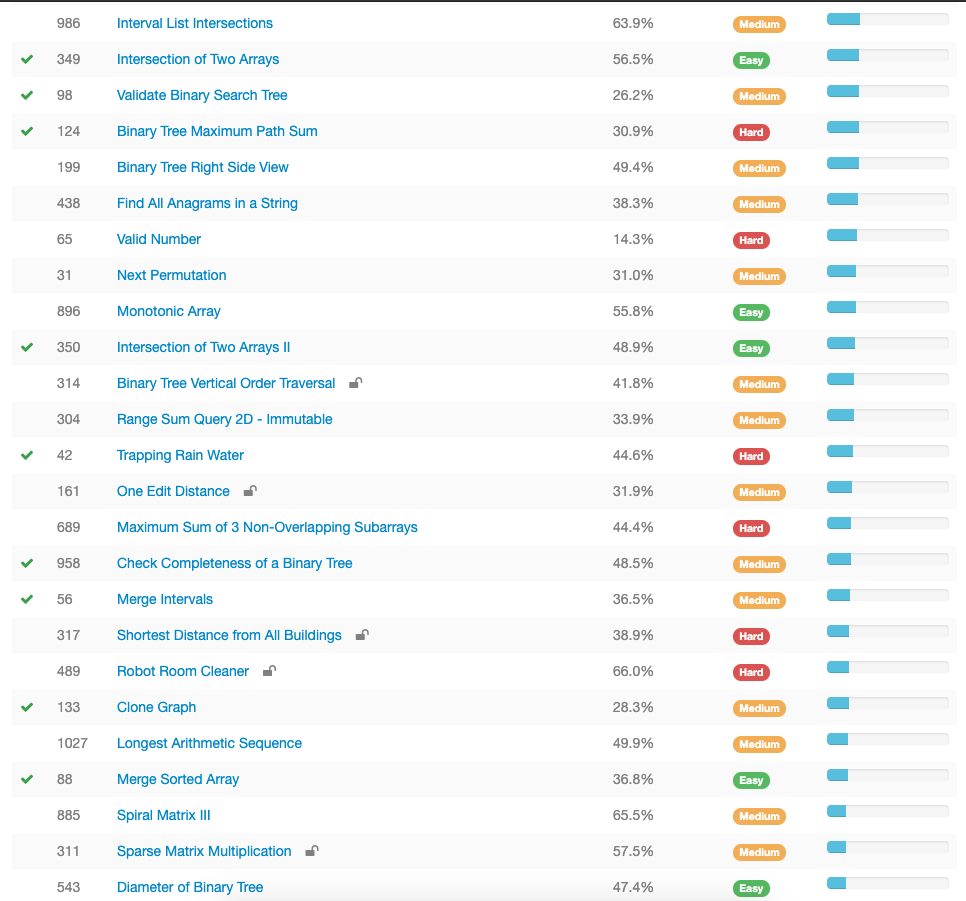 986 Interval List Intersections 63.9% Medium
349 Intersection of Two Arrays 56.5% Easy
98 Validate Binary Search Tree 26.2% Medium
124 Binary Tree Maximum Path Sum 30.9% Hard
199 Binary Tree Right Side View 49.4% Medium
438 Find All Anagrams in a String 38.3% Medium
65 Valid Number 14.3% Hard
31 Next Permutation 31.0% Medium
896 Monotonic Array 55.8% Easy
350 Intersection of Two Arrays II 48.9% Easy
314 Binary Tree Vertical Order Traversal 41.8% Medium
304 Range Sum Query 2D - Immutable 33.9% Medium
42 Trapping Rain Water 44.6% Hard
161 One Edit Distance 31.9% Medium
689 Maximum Sum of 3 Non-Overlapping Subarrays 44.4% Hard
958 Check Completeness of a Binary Tree 48.5% Medium
56 Merge Intervals 36.5% Medium
317 Shortest Distance from All Buildings 38.9% Hard
489 Robot Room Cleaner 66.0% Hard
133 Clone Graph 28.3% Medium
1027 Longest Arithmetic Sequence 49.9% Medium
88 Merge Sorted Array 36.8% Easy
885 Spiral Matrix III 65.5% Medium
311 Sparse Matrix Multiplication 57.5% Medium
543 Diameter of Binary Tree 47.4% Easy